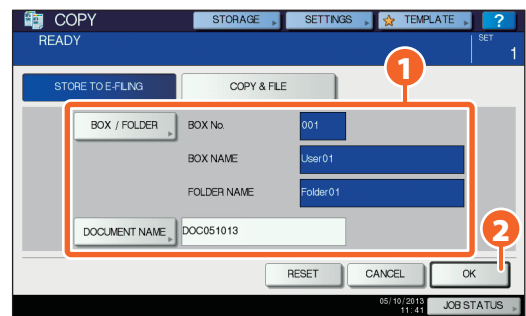 COPY STORAGE SETTINGS TEMPLATE ?
READY SET
1
1
STORE TO E-FILING COPY & FILE
BOX / FOLDER BOX No. 001
BOX NAME User01
FOLDER NAME Folder01
DOCUMENT NAME DOC051013
2
RESET CANCEL OK
05/10/2013
11:41 JOB STATUS